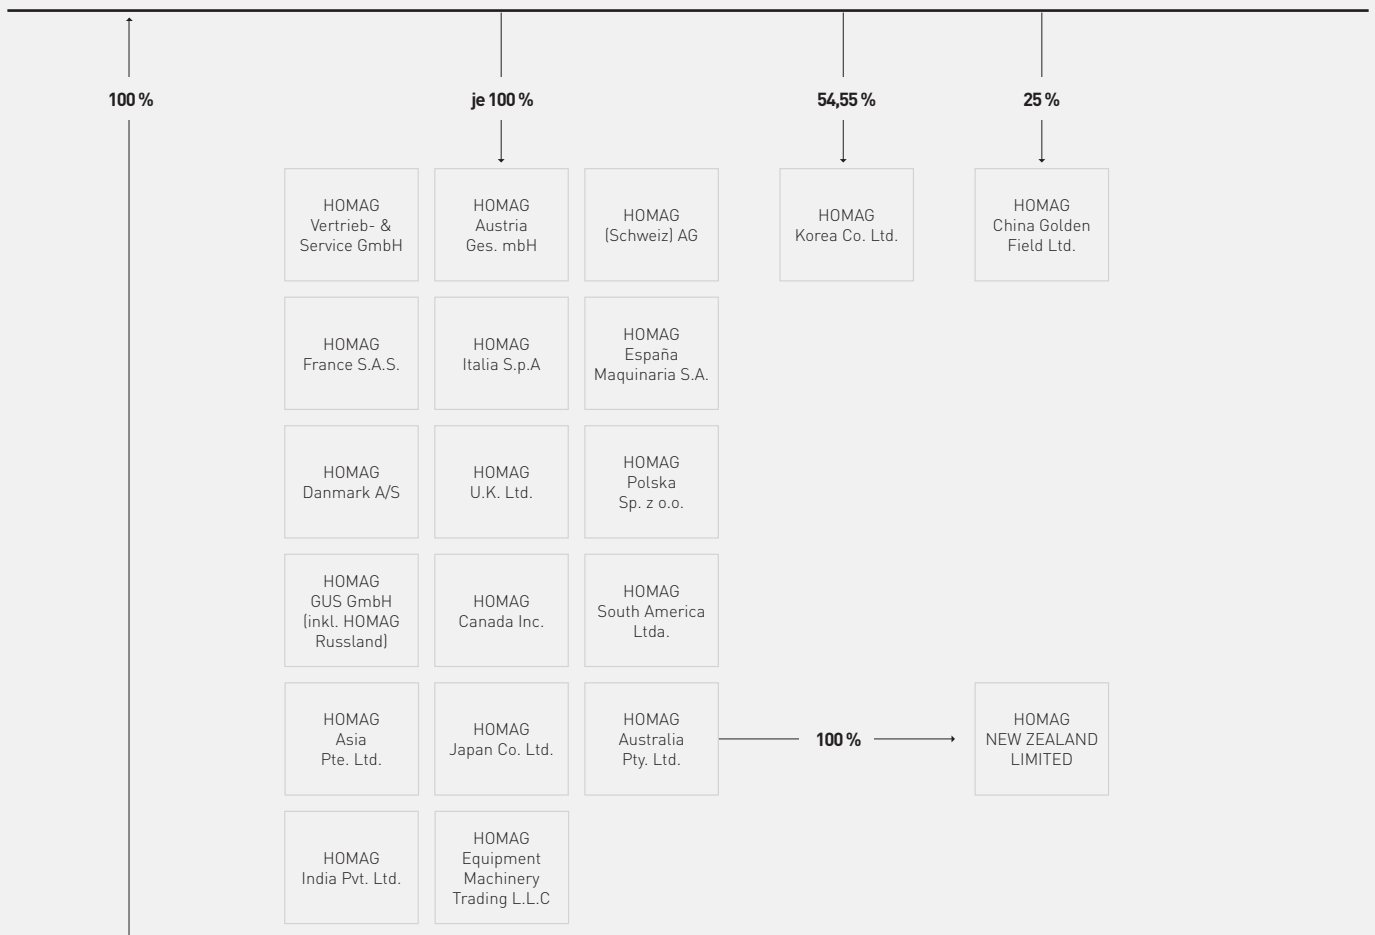 100 %
je 100 %
54,55 %
25 %
HOMAG
Vertrieb- &
Service GmbH
HOMAG
Austria
Ges. mbH
HOMAG
(Schweiz) AG
HOMAG
Korea Co. Ltd.
HOMAG
China Golden
Field Ltd.
HOMAG
France S.A.S.
HOMAG
Italia S.p.A
HOMAG
España
Maquinaria S.A.
HOMAG
Danmark A/S
HOMAG
U.K. Ltd.
HOMAG
Polska
Sp. z o.o.
HOMAG
GUS GmbH
(inkl. HOMAG
Russland)
HOMAG
Canada Inc.
HOMAG
South America
Ltda.
HOMAG
Asia
Pte. Ltd.
HOMAG
Japan Co. Ltd.
HOMAG
Australia
Pty. Ltd.
100 %
HOMAG
NEW ZEALAND
LIMITED
HOMAG
India Pvt. Ltd.
HOMAG
Equipment
Machinery
Trading L.L.C